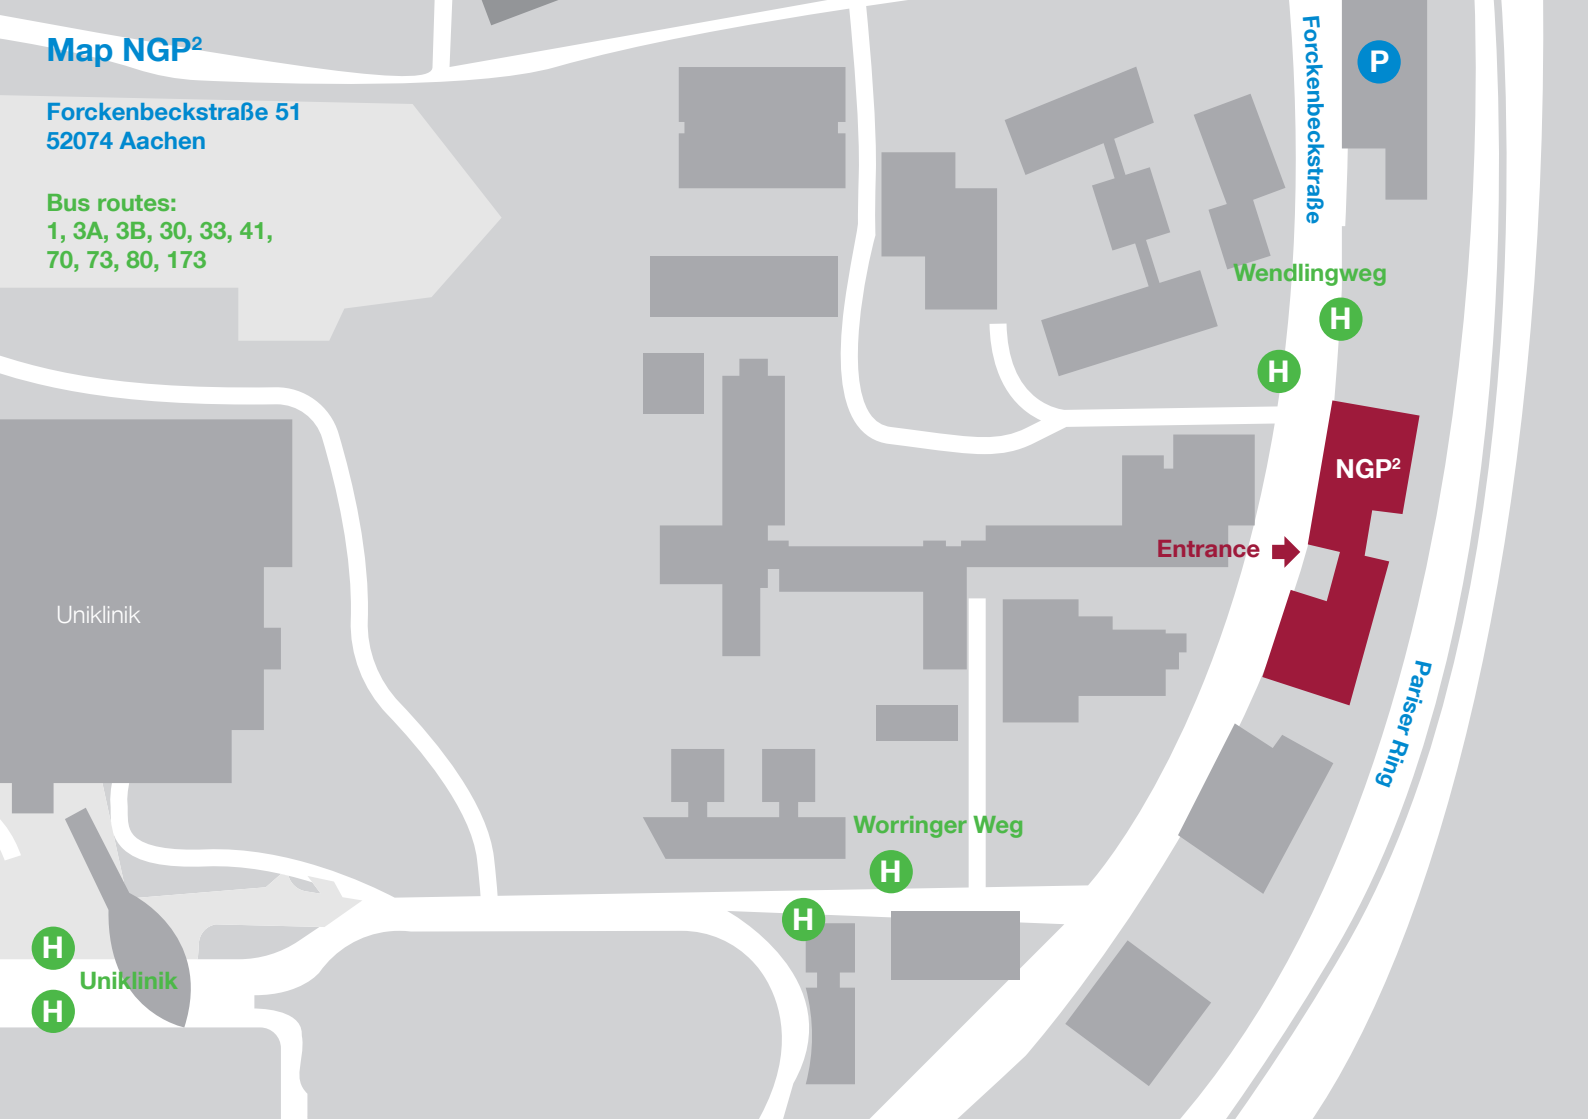 Map NGP²
Forckenbeckstraße 51
52074 Aachen
Bus routes:
1, 3A, 3B, 30, 33, 41,
70, 73, 80, 173
Forckenbeckstraße
P
Wendlingweg
H
H
NGP²
Entrance
Uniklinik
Pariser Ring
Worringer Weg
H
H
H
Uniklinik
H